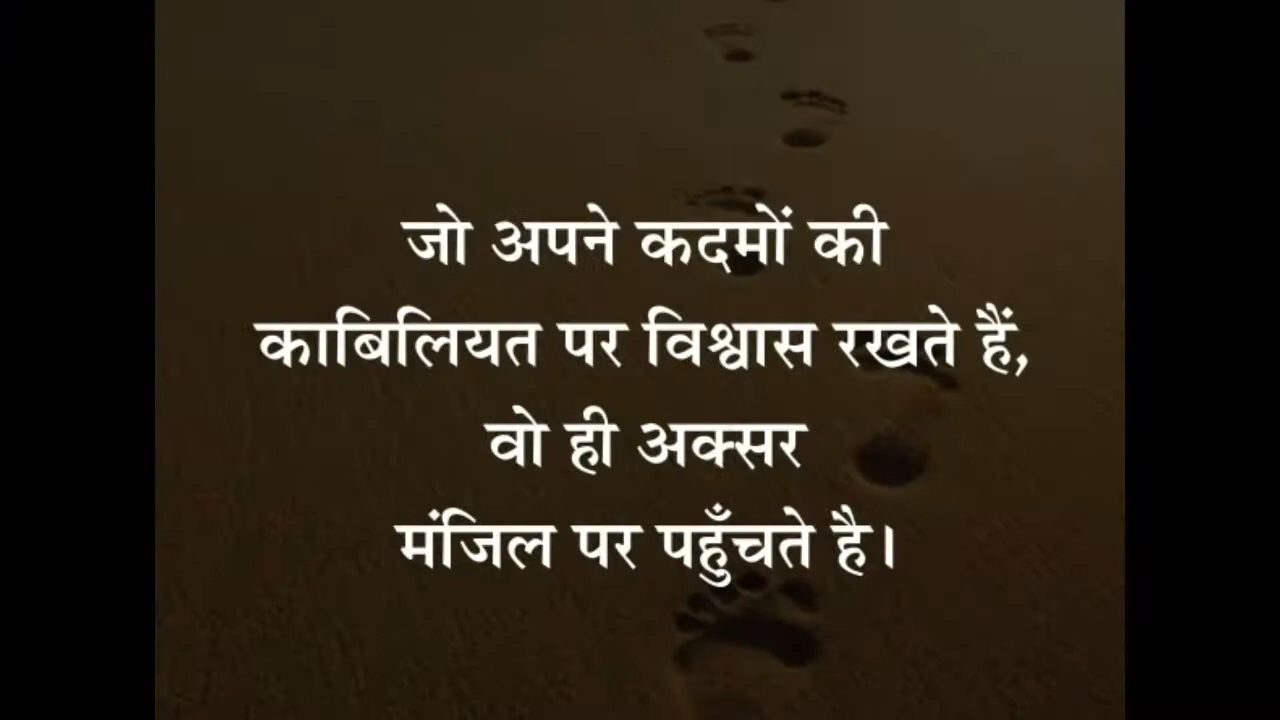 जो अपने कदमों की
काबिलियत पर विश्वास रखते हैं,
वो ही अक्सर
मंजिल पर पहुँचते है।